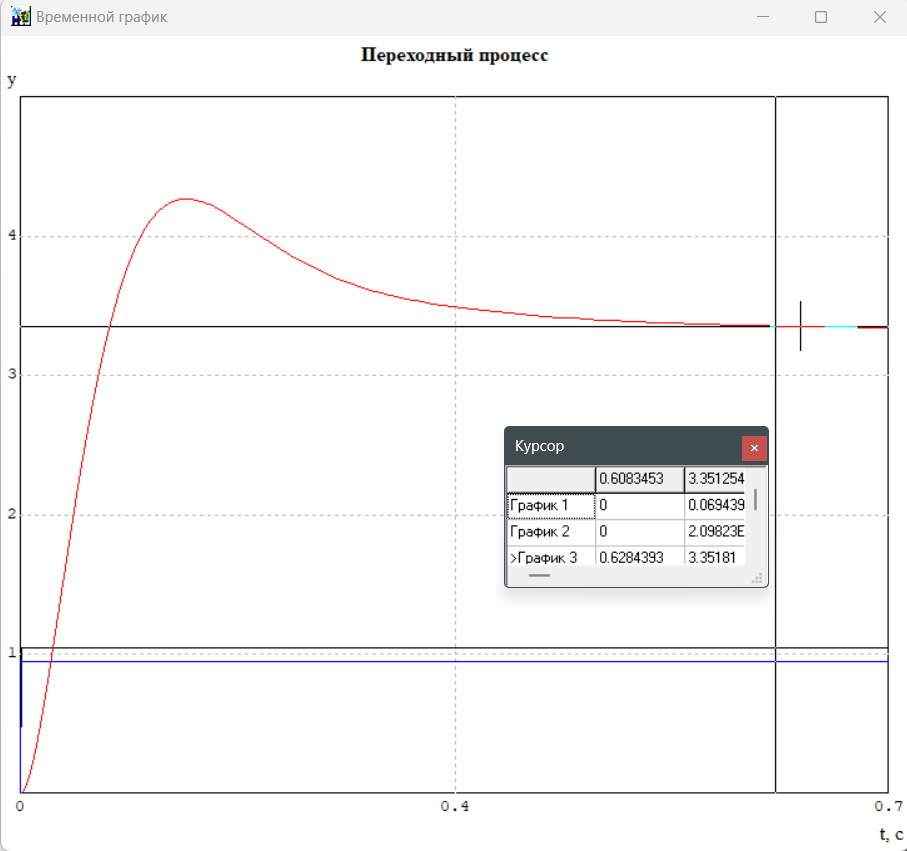 Временной график
Переходный процесс
y
4
3
2
1
0
0.4
0.7
t, с
Курсор
0.6083453 3.351254
График 1 0 0.069439
График 2 0 2.09823E
>График 3 0.6284393 3.35181